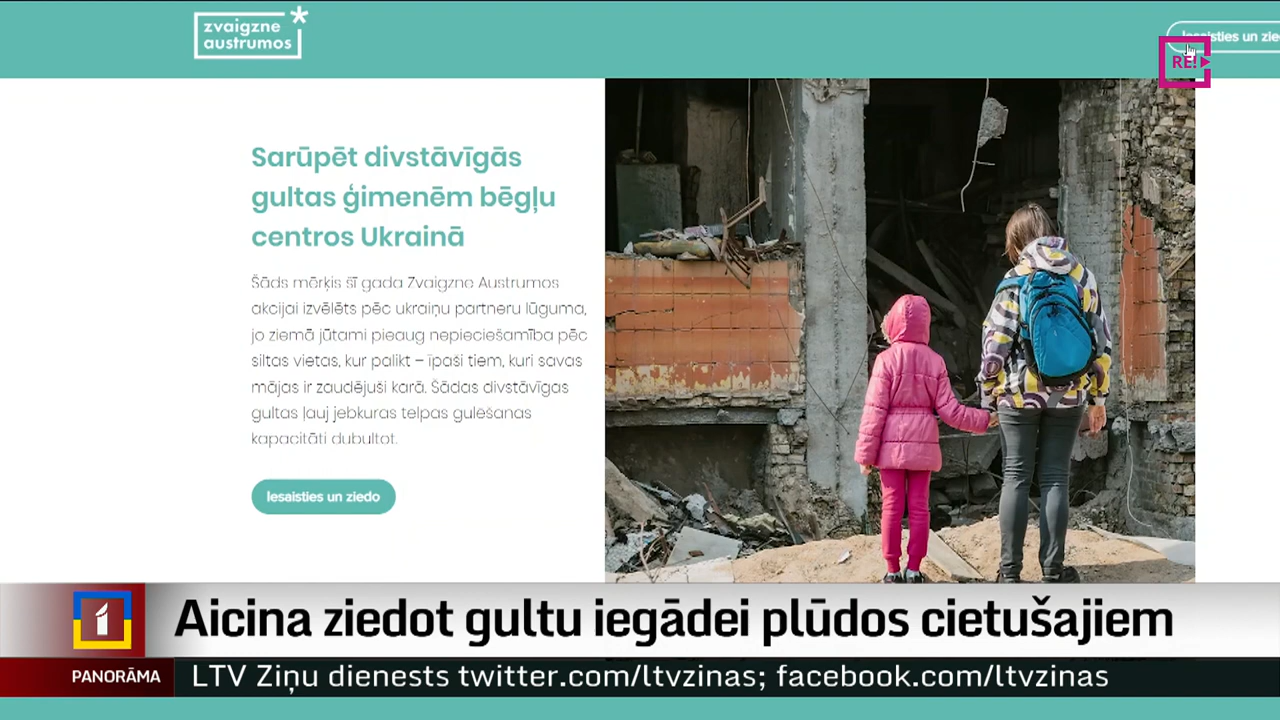 zvaigzne
austrumos
Iesaisties un zie
RE!
Sarūpēt divstāvīgās
gultas ģimenēm bēgļu
centros Ukrainā
Šāds mērķis šī gada Zvaigzne Austrumos
akcijai izvēlēts pēc ukraiņu partneru lūguma,
jo ziemā jūtami pieaug nepieciešamība pēc
siltas vietas, kur palikt – īpaši tiem, kuri savas
mājas ir zaudējuši karā. Šādas divstāvīgas
gultas ļauj jebkuras telpas gulēšanas
kapacitāti dubultot.
Iesaisties un ziedo
1
Aicina ziedot gultu iegādei plūdos cietušajiem
PANORĀMA
LTV Ziņu dienests twitter.com/ltvzinas; facebook.com/ltvzinas